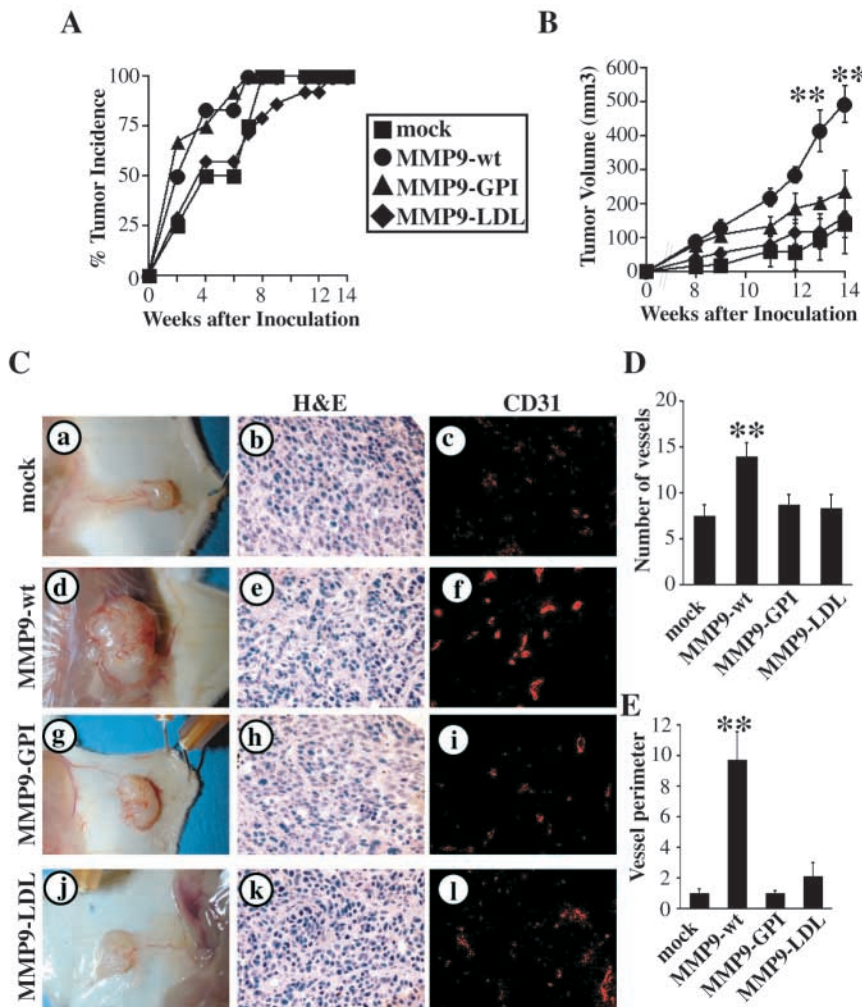 A
% Tumor Incidence
100
75
50
25
0
0 4 8 12 14
Weeks after Inoculation
mock
MMP9-wt
MMP9-GPI
MMP9-LDL
B
Tumor Volume (mm3)
600
500
400
300
200
100
0
** **
0 8 10 12 14
Weeks after Inoculation
C
H&E CD31
mock
a b c
MMP9-wt
d e f
MMP9-GPI
g h i
MMP9-LDL
j k l
D
Number of vessels
20
15
10
5
0
**
mock MMP9-wt MMP9-GPI MMP9-LDL
E
Vessel perimeter
12
10
8
6
4
2
0
**
mock MMP9-wt MMP9-GPI MMP9-LDL